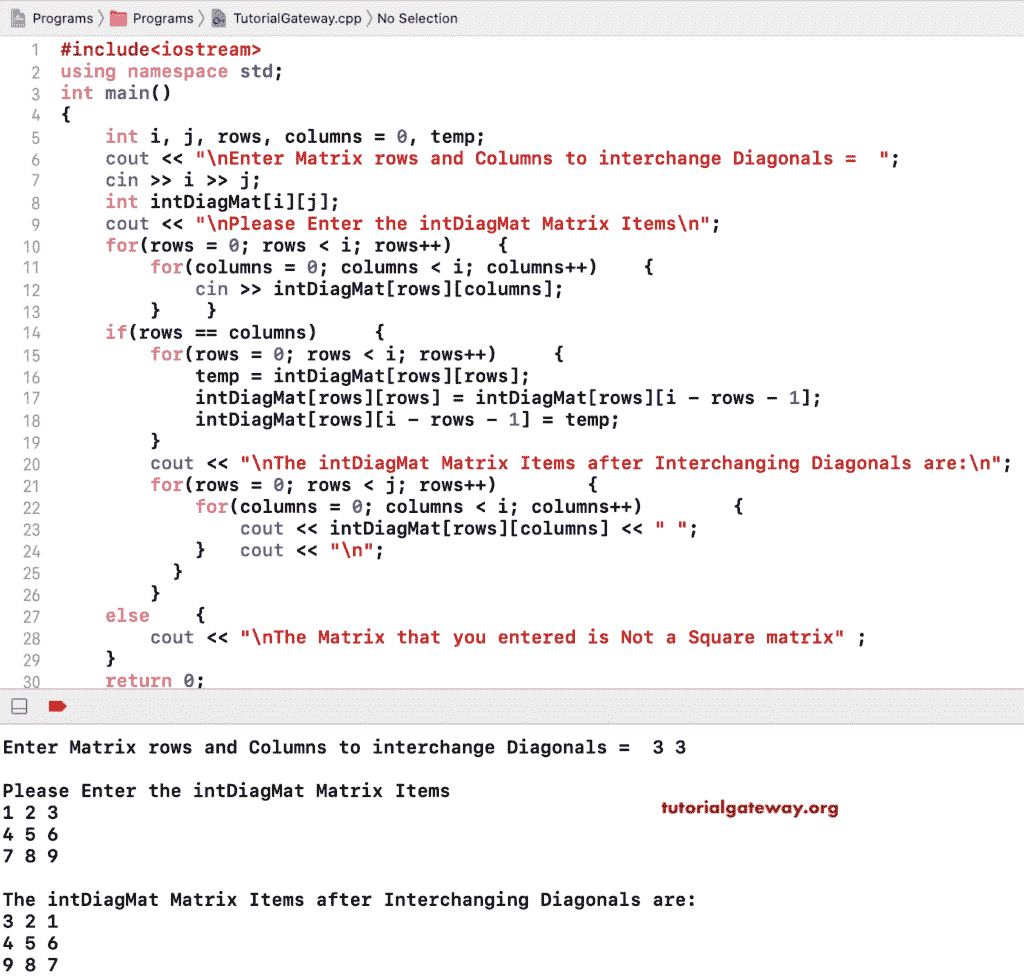 Programs 〉 Programs 〉 TutorialGateway.cpp 〉 No Selection
1 #include<iostream>
2 using namespace std;
3 int main()
4 {
5     int i, j, rows, columns = 0, temp;
6     cout << "\nEnter Matrix rows and Columns to interchange Diagonals =  ";
7     cin >> i >> j;
8     int intDiagMat[i][j];
9     cout << "\nPlease Enter the intDiagMat Matrix Items\n";
10     for(rows = 0; rows < i; rows++)    {
11         for(columns = 0; columns < i; columns++)    {
12             cin >> intDiagMat[rows][columns];
13         }    }
14     if(rows == columns)     {
15         for(rows = 0; rows < i; rows++)     {
16             temp = intDiagMat[rows][rows];
17             intDiagMat[rows][rows] = intDiagMat[rows][i - rows - 1];
18             intDiagMat[rows][i - rows - 1] = temp;
19         }
20         cout << "\nThe intDiagMat Matrix Items after Interchanging Diagonals are:\n";
21         for(rows = 0; rows < j; rows++)        {
22             for(columns = 0; columns < i; columns++)        {
23                 cout << intDiagMat[rows][columns] << " ";
24             }   cout << "\n";
25           }
26         }
27     else    {
28         cout << "\nThe Matrix that you entered is Not a Square matrix" ;
29     }
30     return 0;
Enter Matrix rows and Columns to interchange Diagonals =  3 3
Please Enter the intDiagMat Matrix Items
tutorialgateway.org
1 2 3
4 5 6
7 8 9
The intDiagMat Matrix Items after Interchanging Diagonals are:
3 2 1
4 5 6
9 8 7